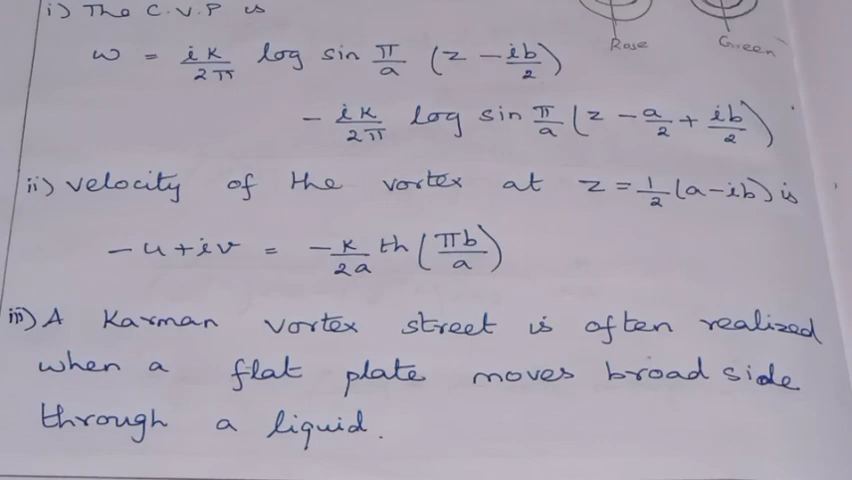 i) The C.V.P is
Rose
Green
w = iK/2π log sin π/a (z - ib/2)
- iK/2π log sin π/a (z - a/2 + ib/2)
ii) velocity of the vortex at z = 1/2 (a - ib) is
- u + iv = - K/2a th (πb/a)
iii) A Karman vortex street is often realized
when a flat plate moves broad side
through a liquid.